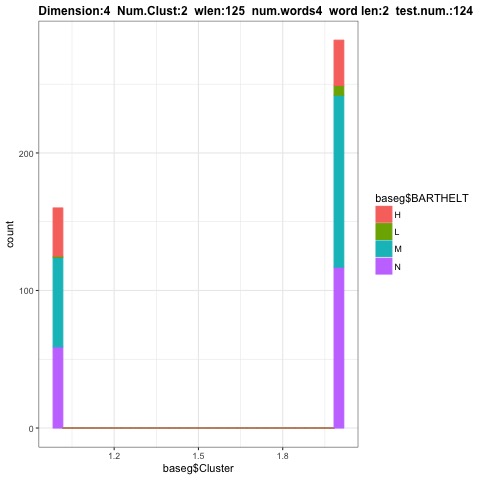 Dimension:4 Num.Clust:2 wlen:125 num.words4 word len:2 test.num.:124
count
200
100
0
1.2 1.5 1.8
baseg$Cluster
baseg$BARTHELT
H
L
M
N